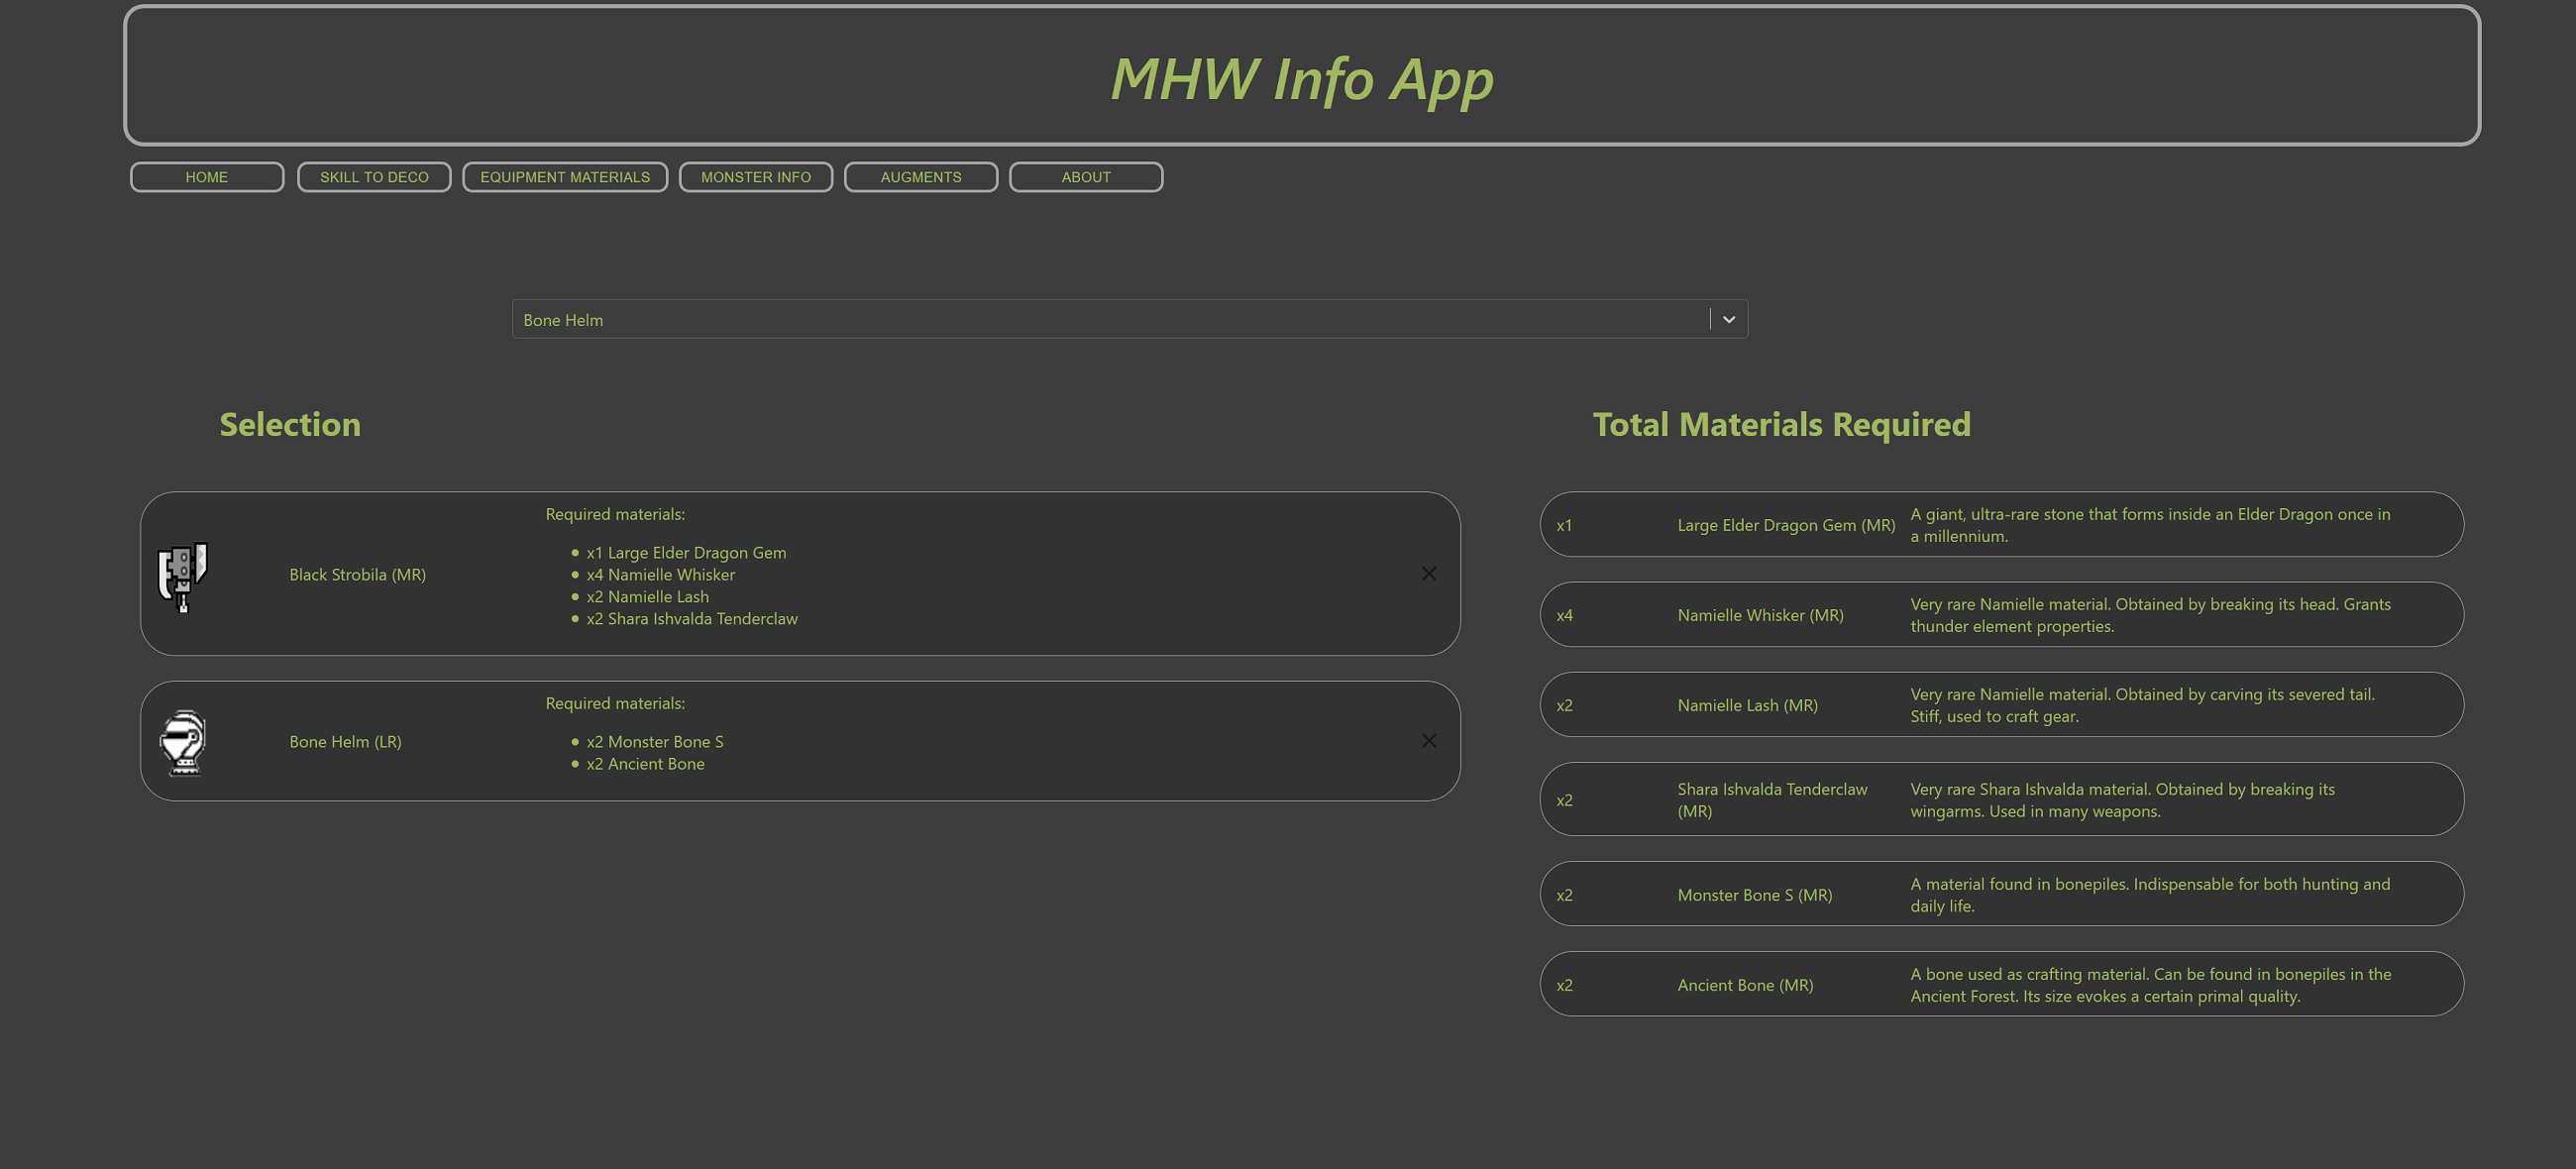 MHW Info App
HOME
SKILL TO DECO
EQUIPMENT MATERIALS
MONSTER INFO
AUGMENTS
ABOUT
Bone Helm
Selection
Black Strobila (MR)
Required materials:
x1 Large Elder Dragon Gem
x4 Namielle Whisker
x2 Namielle Lash
x2 Shara Ishvalda Tenderclaw
Bone Helm (LR)
Required materials:
x2 Monster Bone S
x2 Ancient Bone
Total Materials Required
x1
Large Elder Dragon Gem (MR)
A giant, ultra-rare stone that forms inside an Elder Dragon once in
a millennium.
x4
Namielle Whisker (MR)
Very rare Namielle material. Obtained by breaking its head. Grants
thunder element properties.
x2
Namielle Lash (MR)
Very rare Namielle material. Obtained by carving its severed tail.
Stiff, used to craft gear.
x2
Shara Ishvalda Tenderclaw
(MR)
Very rare Shara Ishvalda material. Obtained by breaking its
wingarms. Used in many weapons.
x2
Monster Bone S (MR)
A material found in bonepiles. Indispensable for both hunting and
daily life.
x2
Ancient Bone (MR)
A bone used as crafting material. Can be found in bonepiles in the
Ancient Forest. Its size evokes a certain primal quality.